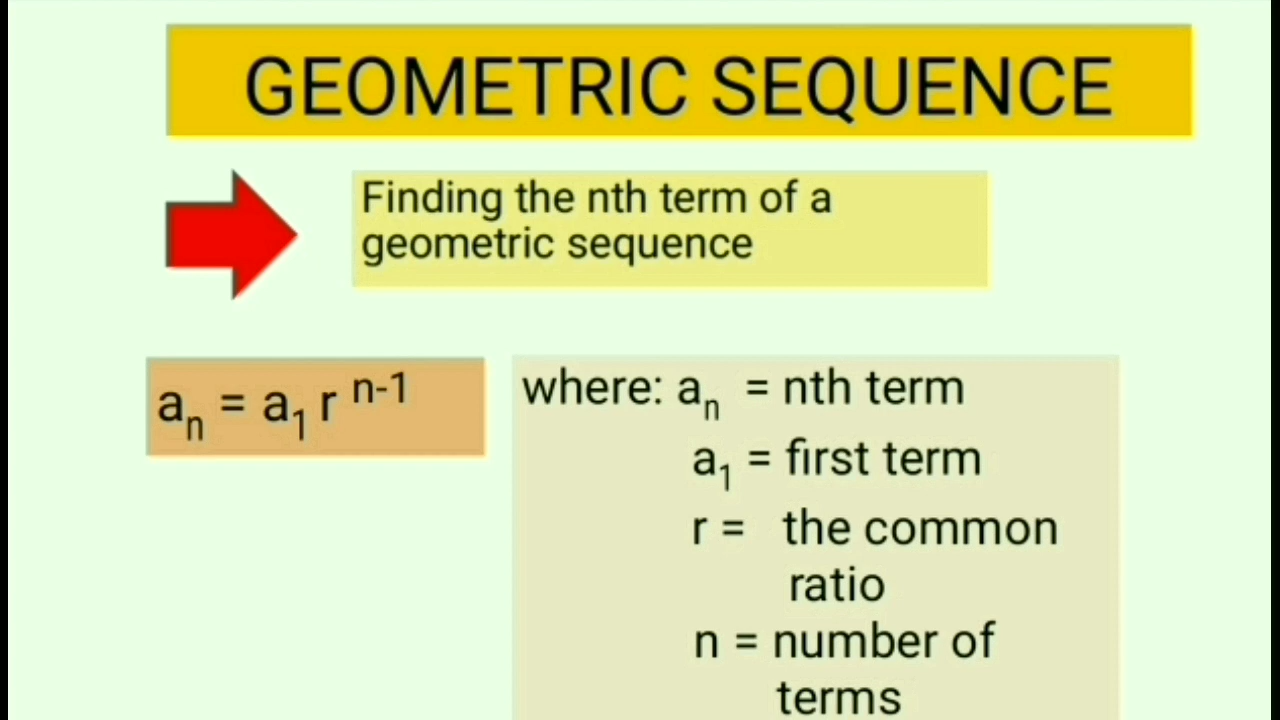 GEOMETRIC SEQUENCE
Finding the nth term of a
geometric sequence
aₙ = a₁ r ⁿ⁻¹
where: aₙ = nth term
a₁ = first term
r = the common
ratio
n = number of
terms